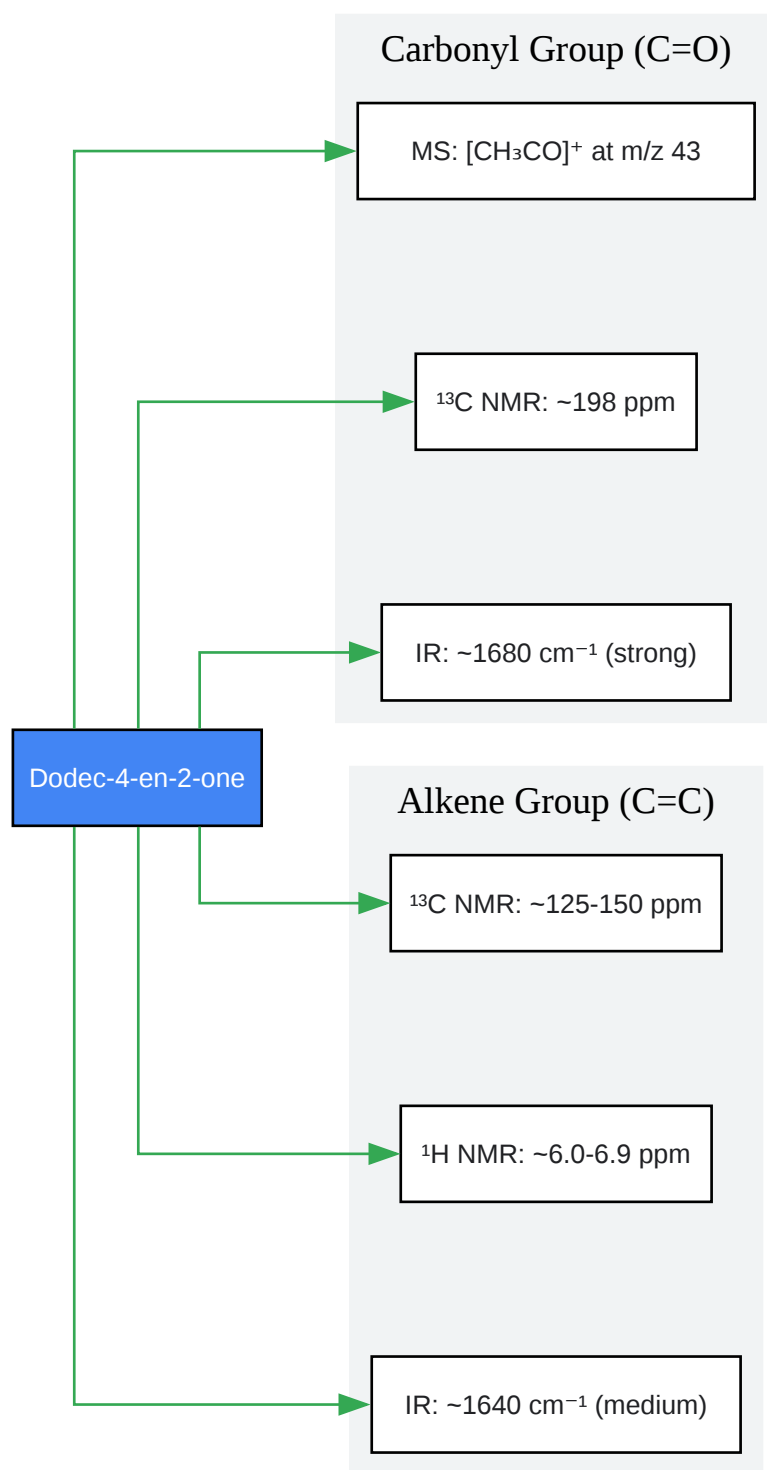 Carbonyl Group (C=O)
MS: [CH₃CO]⁺ at m/z 43
¹³C NMR: ~198 ppm
IR: ~1680 cm⁻¹ (strong)
Dodec-4-en-2-one
Alkene Group (C=C)
¹³C NMR: ~125-150 ppm
¹H NMR: ~6.0-6.9 ppm
IR: ~1640 cm⁻¹ (medium)